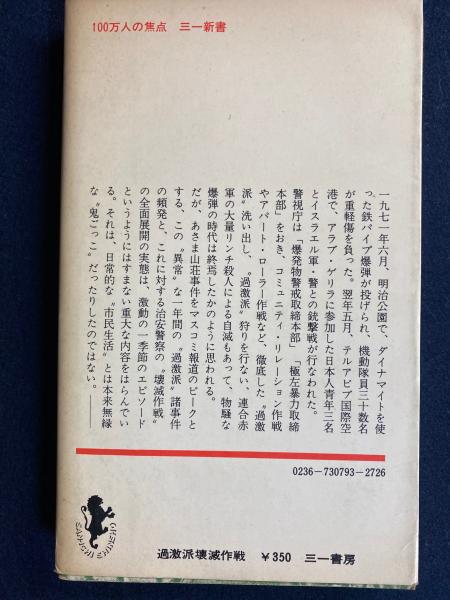 100万人の焦点　三一新書
一九七一年六月、明治公園で、ダイナマイトを使
った鉄パイプ爆弾が投げられ、機動隊員三十数名
が重軽傷を負った。翌年五月、テルアビブ国際空
港で、アラブ・ゲリラに参加した日本人青年三名
とイスラエル軍・警との銃撃戦が行なわれた。
警視庁は「爆発物警戒取締本部」「極左暴力取締
本部」をおき、コミュニティ・リレーション作戦
やアパート・ローラー作戦など、徹底した〝過激
派〟洗い出し、〝過激派〟狩りを行ない、連合赤
軍の大量リンチ殺人による自滅もあって、物騒な
爆弾の時代は終焉したかのように思われる。
だが、あさま山荘事件をマスコミ報道のピークと
する、この〝異常〟な一年間の〝過激派〟諸事件
の頻発と、これに対する治安警察の〝壊滅作戦〟
の全面展開の実態は、激動の一季節のエピソード
というようにはすまない重大な内容をはらんでい
る。それは、日常的な〝市民生活〟とは本来無縁
な〝鬼ごっこ〟だったりしたのではない。――
0236-730793-2726
SAN-ICHI SHINSHO
過激派壊滅作戦　¥350　三一書房